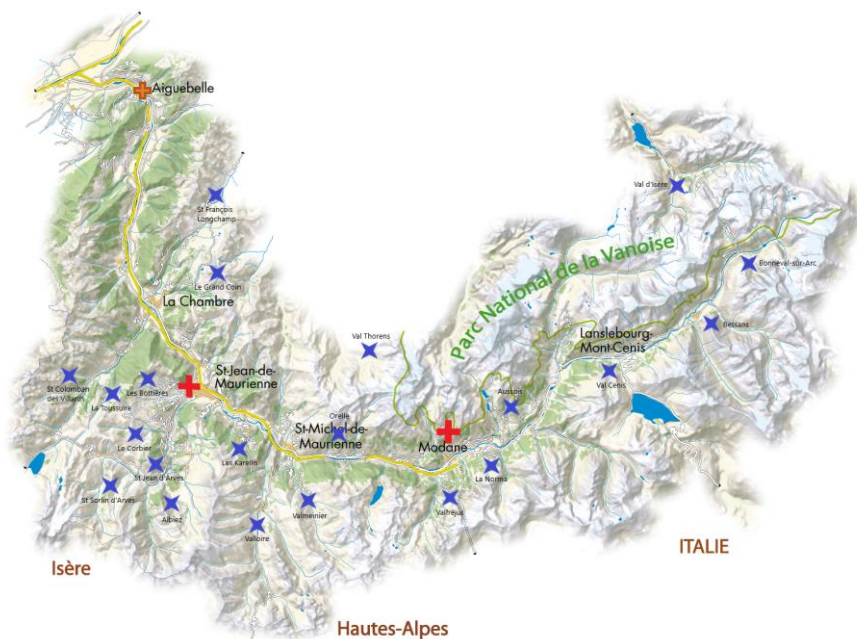 Aiguebelle
Val d'Isère
St François
Longchamp
Parc National de la Vanoise
Bonneval-sur-Arc
Le Grand Coin
La Chambre
Val Thorens
Lanslebourg-
Mont-Cenis
Bessans
St-Jean-de-
Maurienne
St Colomban
des Villards
Les Bottières
La Toussuire
Val Cenis
Aussois
Orelle
St-Michel-de-
Maurienne
Modane
Le Corbier
Les Karellis
St Jean d'Arves
La Norma
St Sorlin d'Arves
Albiez
Valmeinier
Valfréjus
Valloire
ITALIE
Isère
Hautes-Alpes